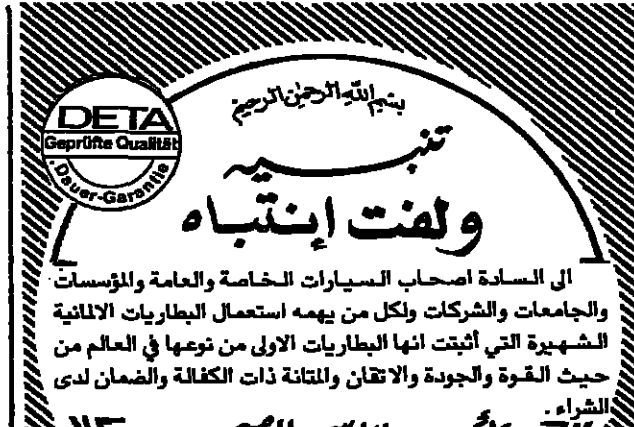 بسم الله الرحمن الرحيم
DETA
Geprüfte Qualität
Dauer-Garantie
تنبيه
ولفت إنتباه
الى السادة اصحاب السيارات الخاصة والعامة والمؤسسات
والجامعات والشركات ولكل من يهمه استعمال البطاريات الالمانية
الشهيرة التي أثبتت انها البطاريات الاولى من نوعها في العالم من
حيث القوة والجودة والاتقان والمتانة ذات الكفالة والضمان لدى
الشراء .